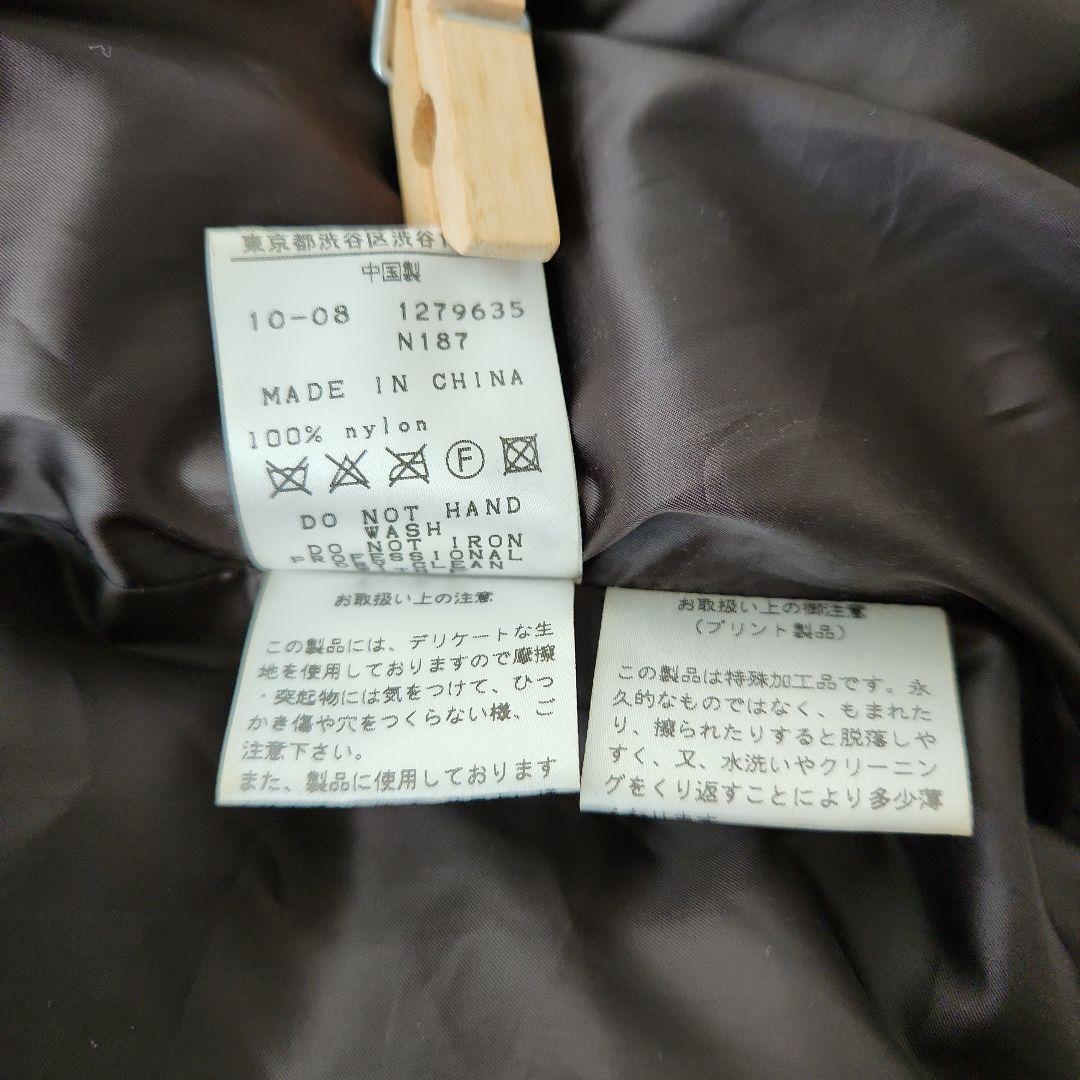 東京都渋谷区渋谷
中国製
10-08 1279635
N187
MADE IN CHINA
100% nylon
F
DO NOT HAND
WASH
DO NOT IRON
PROFESSIONAL
お取扱い上の注意
この製品には、デリケートな生
地を使用しておりますので摩擦
・突起物には気をつけて、ひっ
かき傷や穴をつくらない様、ご
注意下さい。
また、製品に使用しております
お取扱い上の御注意
(プリント製品)
この製品は特殊加工品です。永
久的なものではなく、もまれた
り、擦られたりすると脱落しや
すく、又、水洗いやクリーニン
グをくり返すことにより多少薄